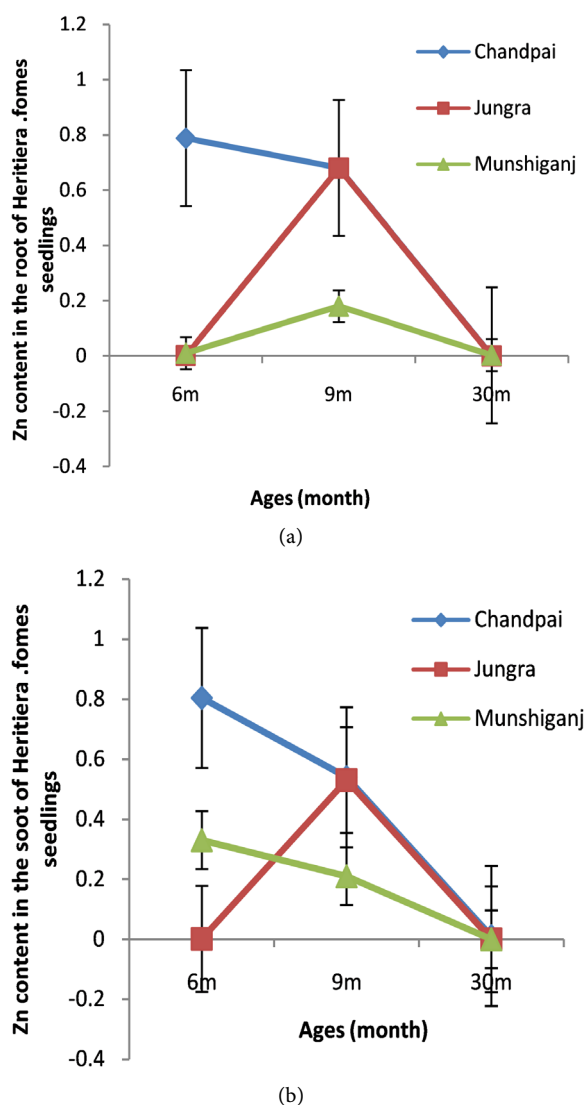 1.2
1
0.8
0.6
0.4
0.2
0
-0.2
-0.4
Zn content in the root of Heritiera .fomes
seedlings
Chandpai
Jungra
Munshiganj
6m
9m
30m
Ages (month)
(a)
1.2
1
0.8
0.6
0.4
0.2
0
-0.2
-0.4
Zn content in the soot of Heritiera .fomes
seedlings
Chandpai
Jungra
Munshiganj
6m
9m
30m
Ages (month)
(b)